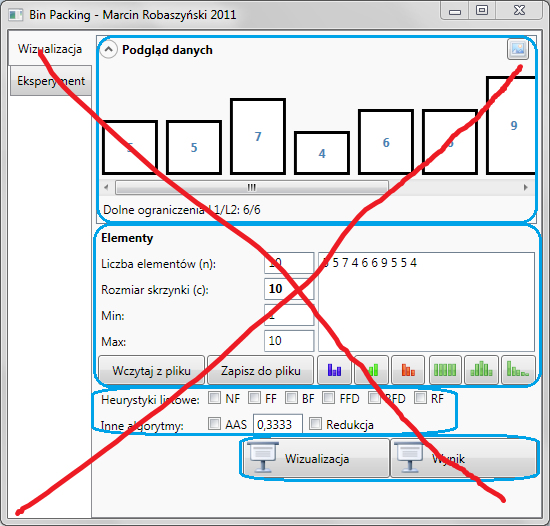 Bin Packing - Marcin Robaszyński 2011
Wizualizacja
Eksperyment
Podgląd danych
5 5 7 4 6 6 9
Dolne ograniczenia L1/L2: 6/6
Elementy
Liczba elementów (n): 10
5 5 7 4 6 6 9 5 5 4
Rozmiar skrzynki (c): 10
Min: 1
Max: 10
Wczytaj z pliku Zapisz do pliku
Heurystyki listowe: NF FF BF FFD BFD RF
Inne algorytmy: AAS 0,3333 Redukcja
Wizualizacja Wynik